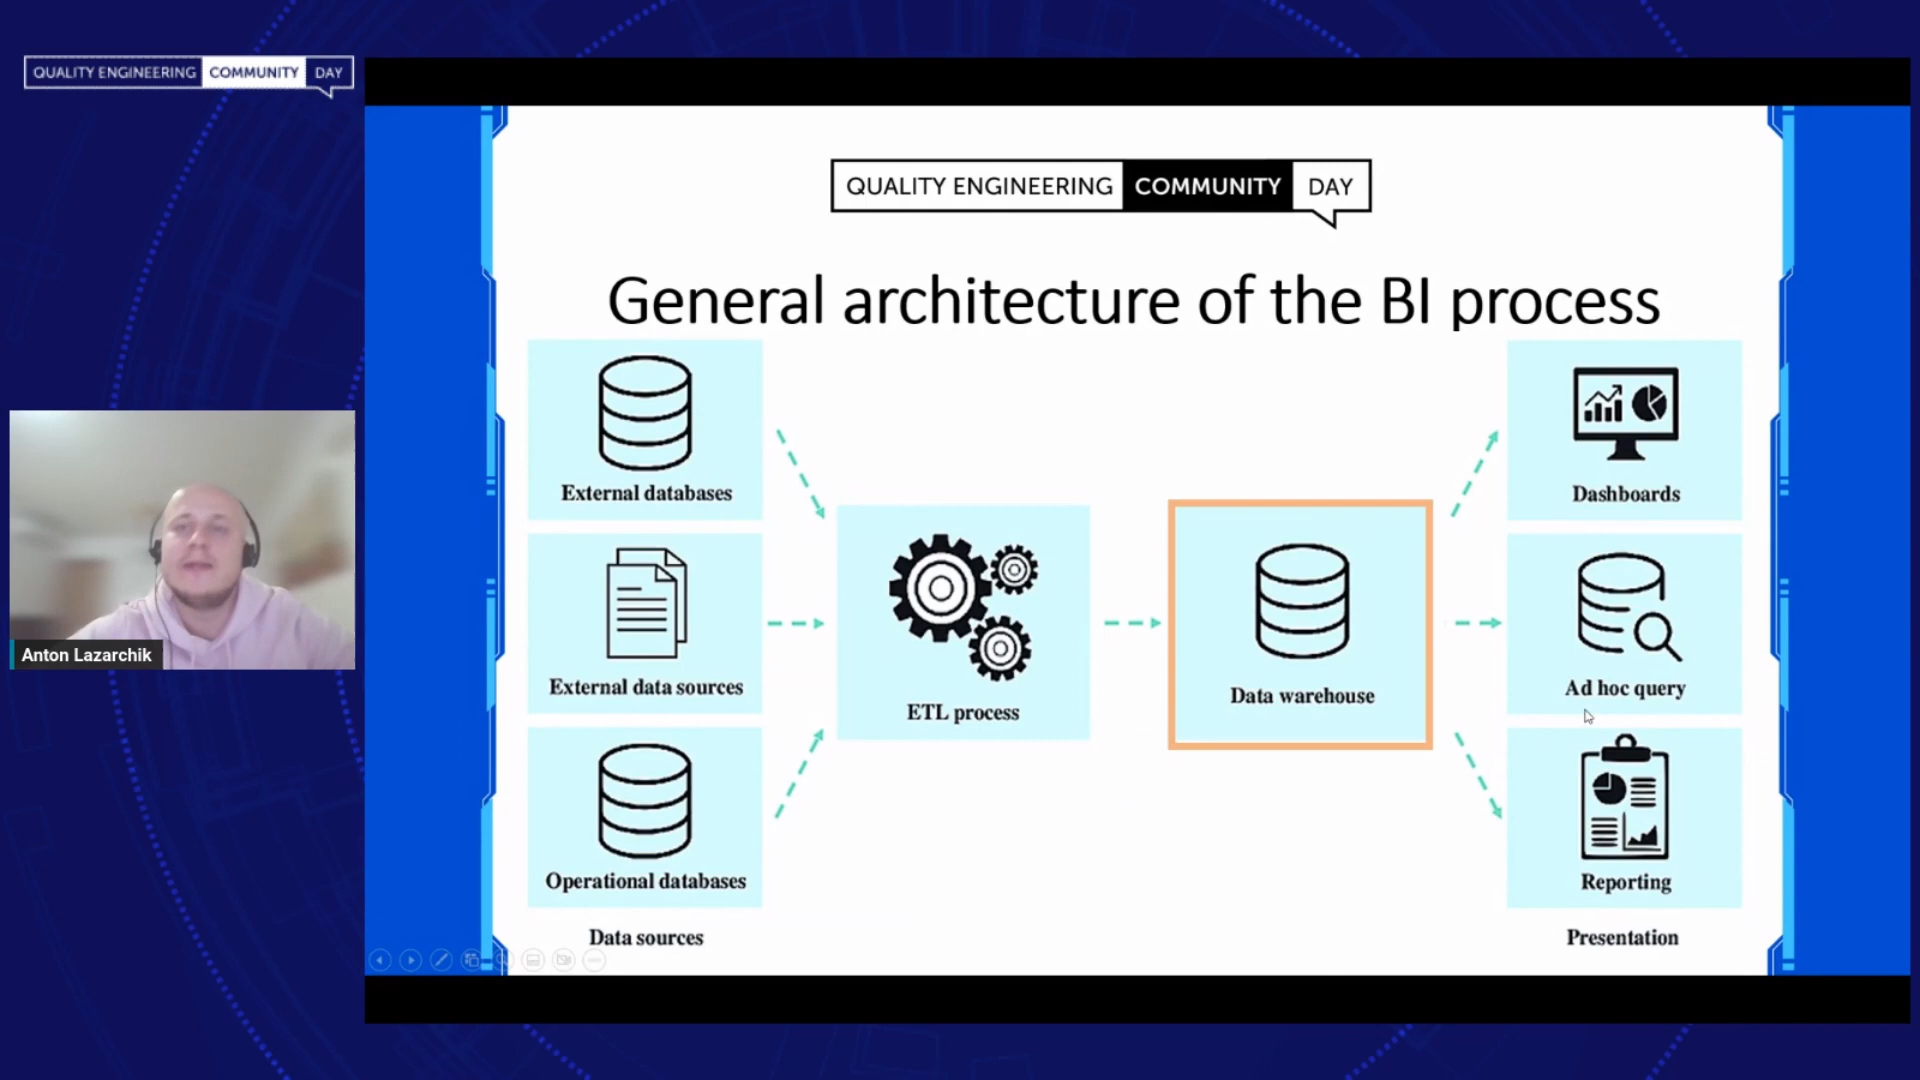 QUALITY ENGINEERING COMMUNITY DAY
QUALITY ENGINEERING COMMUNITY DAY
General architecture of the BI process
External databases
External data sources
Operational databases
Data sources
ETL process
Data warehouse
Dashboards
Ad hoc query
Reporting
Presentation
Anton Lazarchik